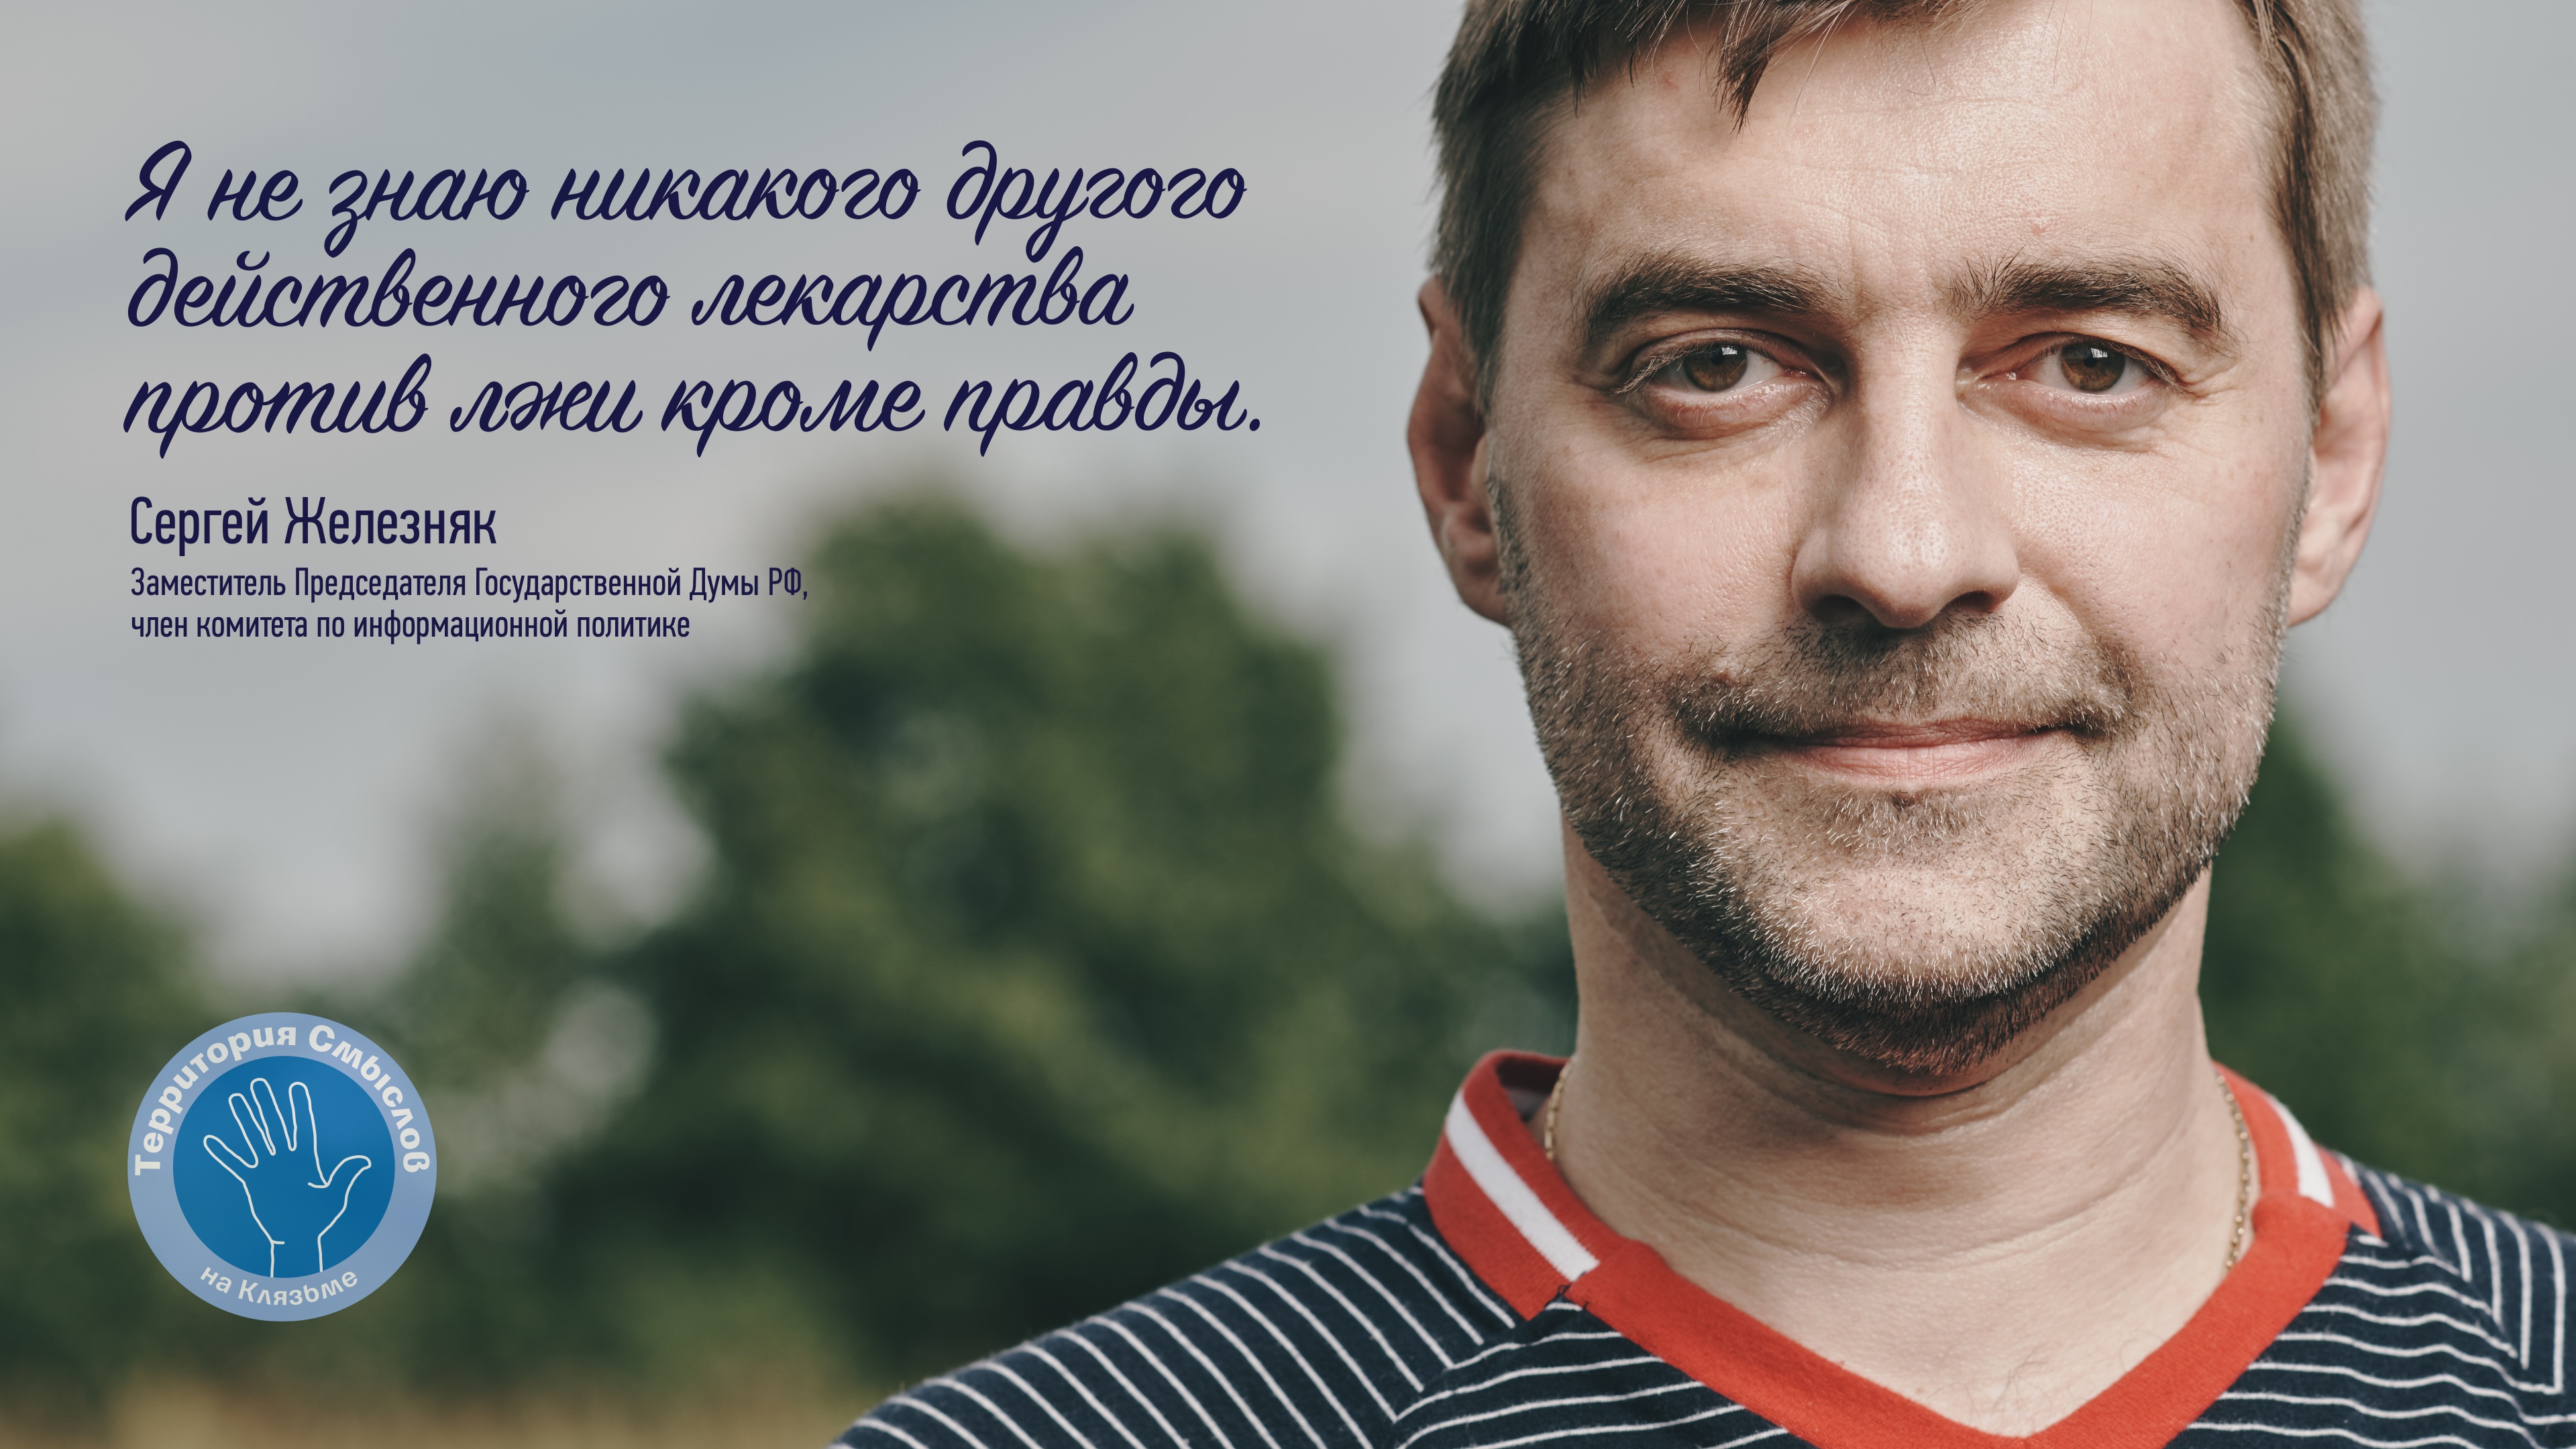 Я не знаю никакого другого
действенного лекарства
против лжи кроме правды.
Сергей Железняк
Заместитель Председателя Государственной Думы РФ,
член комитета по информационной политике
Территория Смыслов
на Клязьме